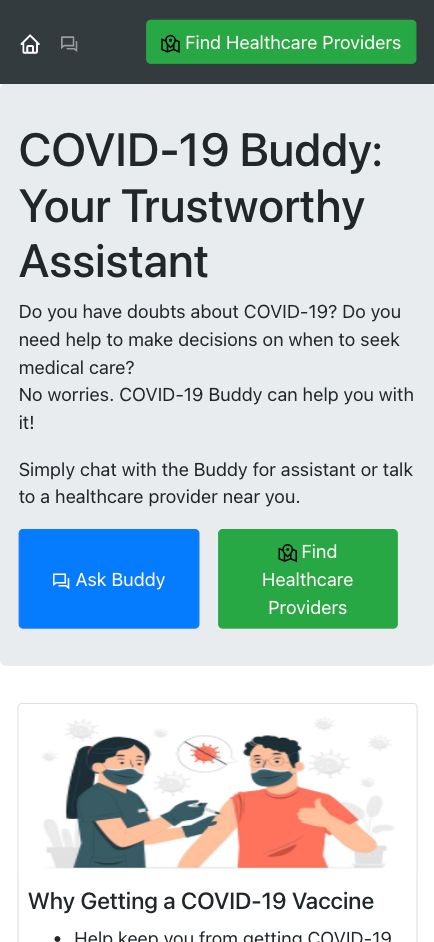 Find Healthcare Providers
COVID-19 Buddy:
Your Trustworthy
Assistant
Do you have doubts about COVID-19? Do you
need help to make decisions on when to seek
medical care?
No worries. COVID-19 Buddy can help you with
it!
Simply chat with the Buddy for assistant or talk
to a healthcare provider near you.
Ask Buddy
Find
Healthcare
Providers
Why Getting a COVID-19 Vaccine
• Help keep you from getting COVID-19